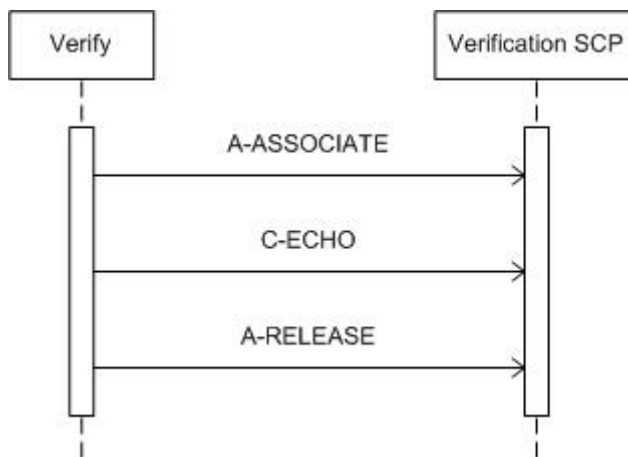 Verify
Verification SCP
A-ASSOCIATE
C-ECHO
A-RELEASE